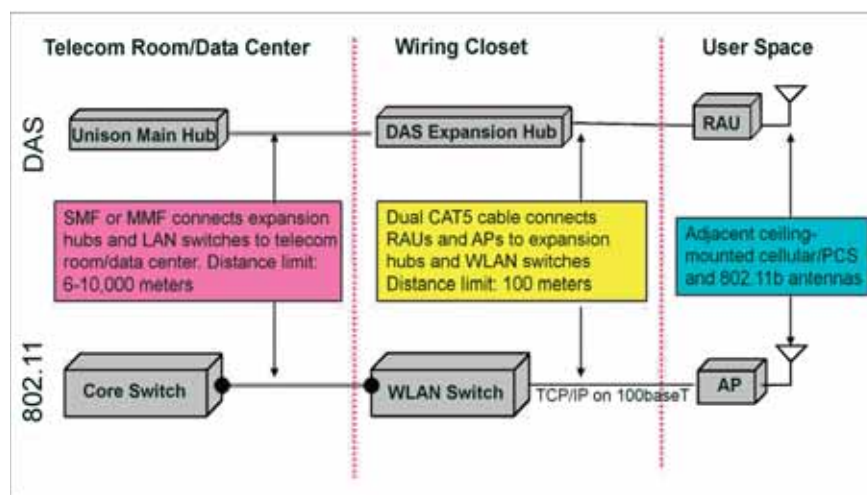 Telecom Room/Data Center
Wiring Closet
User Space
DAS
Unison Main Hub
DAS Expansion Hub
RAU
SMF or MMF connects expansion
hubs and LAN switches to telecom
room/data center. Distance limit:
6-10,000 meters
Dual CAT5 cable connects
RAUs and APs to expansion
hubs and WLAN switches
Distance limit: 100 meters
Adjacent ceiling-
mounted cellular/PCS
and 802.11b antennas
802.11
Core Switch
WLAN Switch
TCP/IP on 100baseT
AP